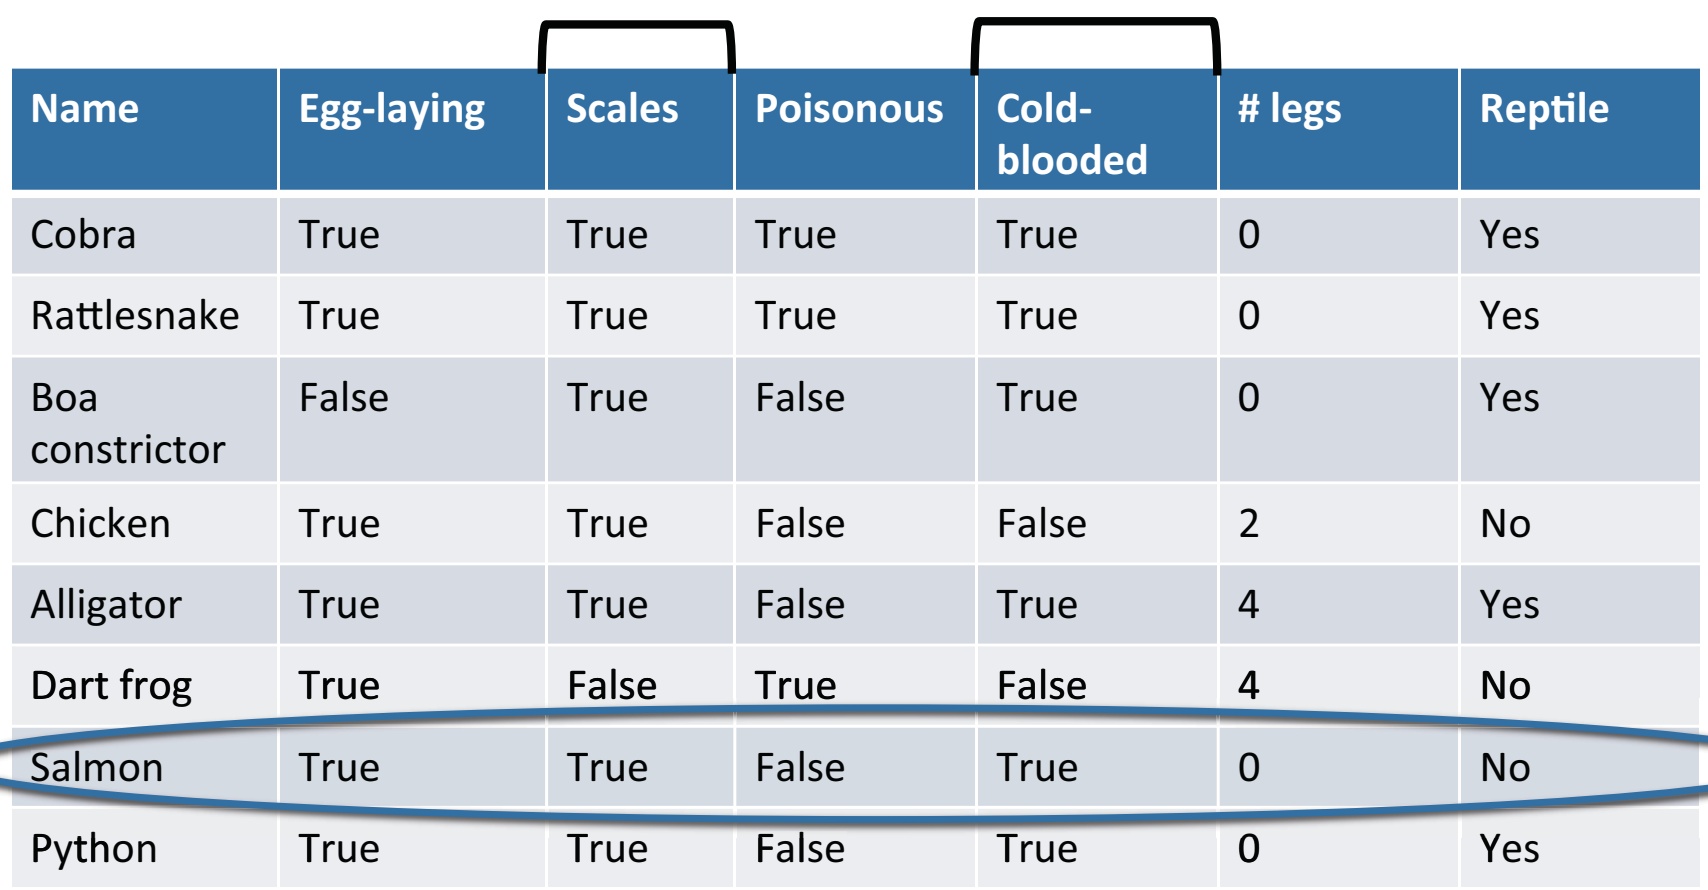 Name Egg-laying Scales Poisonous Cold- # legs Reptile
blooded
Cobra True True True True 0 Yes
Rattlesnake True True True True 0 Yes
Boa False True False True 0 Yes
constrictor
Chicken True True False False 2 No
Alligator True True False True 4 Yes
Dart frog True False True False 4 No
Salmon True True False True 0 No
Python True True False True 0 Yes